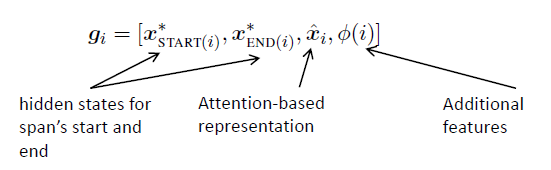 g_i = [x*_START(i), x*_END(i), x̂_i, ϕ(i)]
hidden states for
span's start and
end
Attention-based
representation
Additional
features